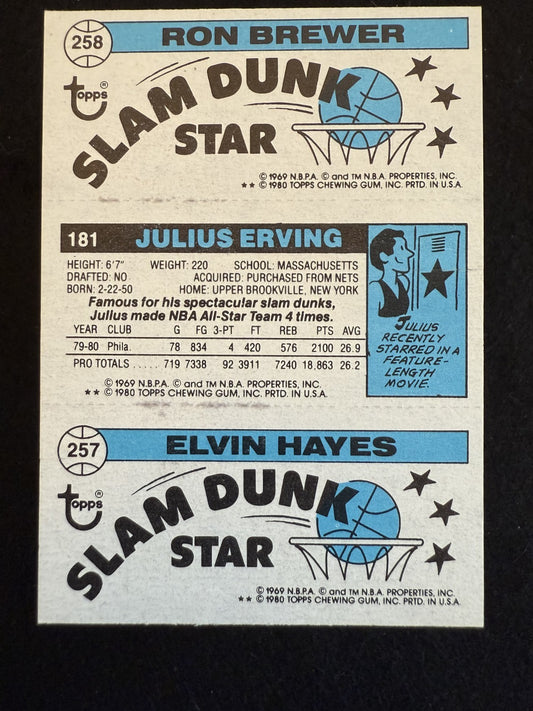 258 RON BREWER
Topps®
SLAM DUNK
STAR
© 1969 N.B.P.A. © and TM N.B.A. PROPERTIES, INC.
★★ © 1980 TOPPS CHEWING GUM, INC. PRTD. IN U.S.A.
181 JULIUS ERVING
HEIGHT: 6'7" WEIGHT: 220 SCHOOL: MASSACHUSETTS
DRAFTED: NO ACQUIRED: PURCHASED FROM NETS
BORN: 2-22-50 HOME: UPPER BROOKVILLE, NEW YORK
Famous for his spectacular slam dunks,
Julius made NBA All-Star Team 4 times.
YEAR CLUB G FG 3-PT FT REB PTS AVG
79-80 Phila. 78 834 4 420 576 2100 26.9
PRO TOTALS ..... 719 7338 92 3911 7240 18,863 26.2
© 1969 N.B.P.A. © and TM N.B.A. PROPERTIES, INC.
★★ © 1980 TOPPS CHEWING GUM, INC. PRTD. IN U.S.A.
JULIUS
RECENTLY
STARRED IN A
FEATURE-
LENGTH
MOVIE.
257 ELVIN HAYES
Topps®
SLAM DUNK
STAR
© 1969 N.B.P.A. © and TM N.B.A. PROPERTIES, INC.
★★ © 1980 TOPPS CHEWING GUM, INC. PRTD. IN U.S.A.